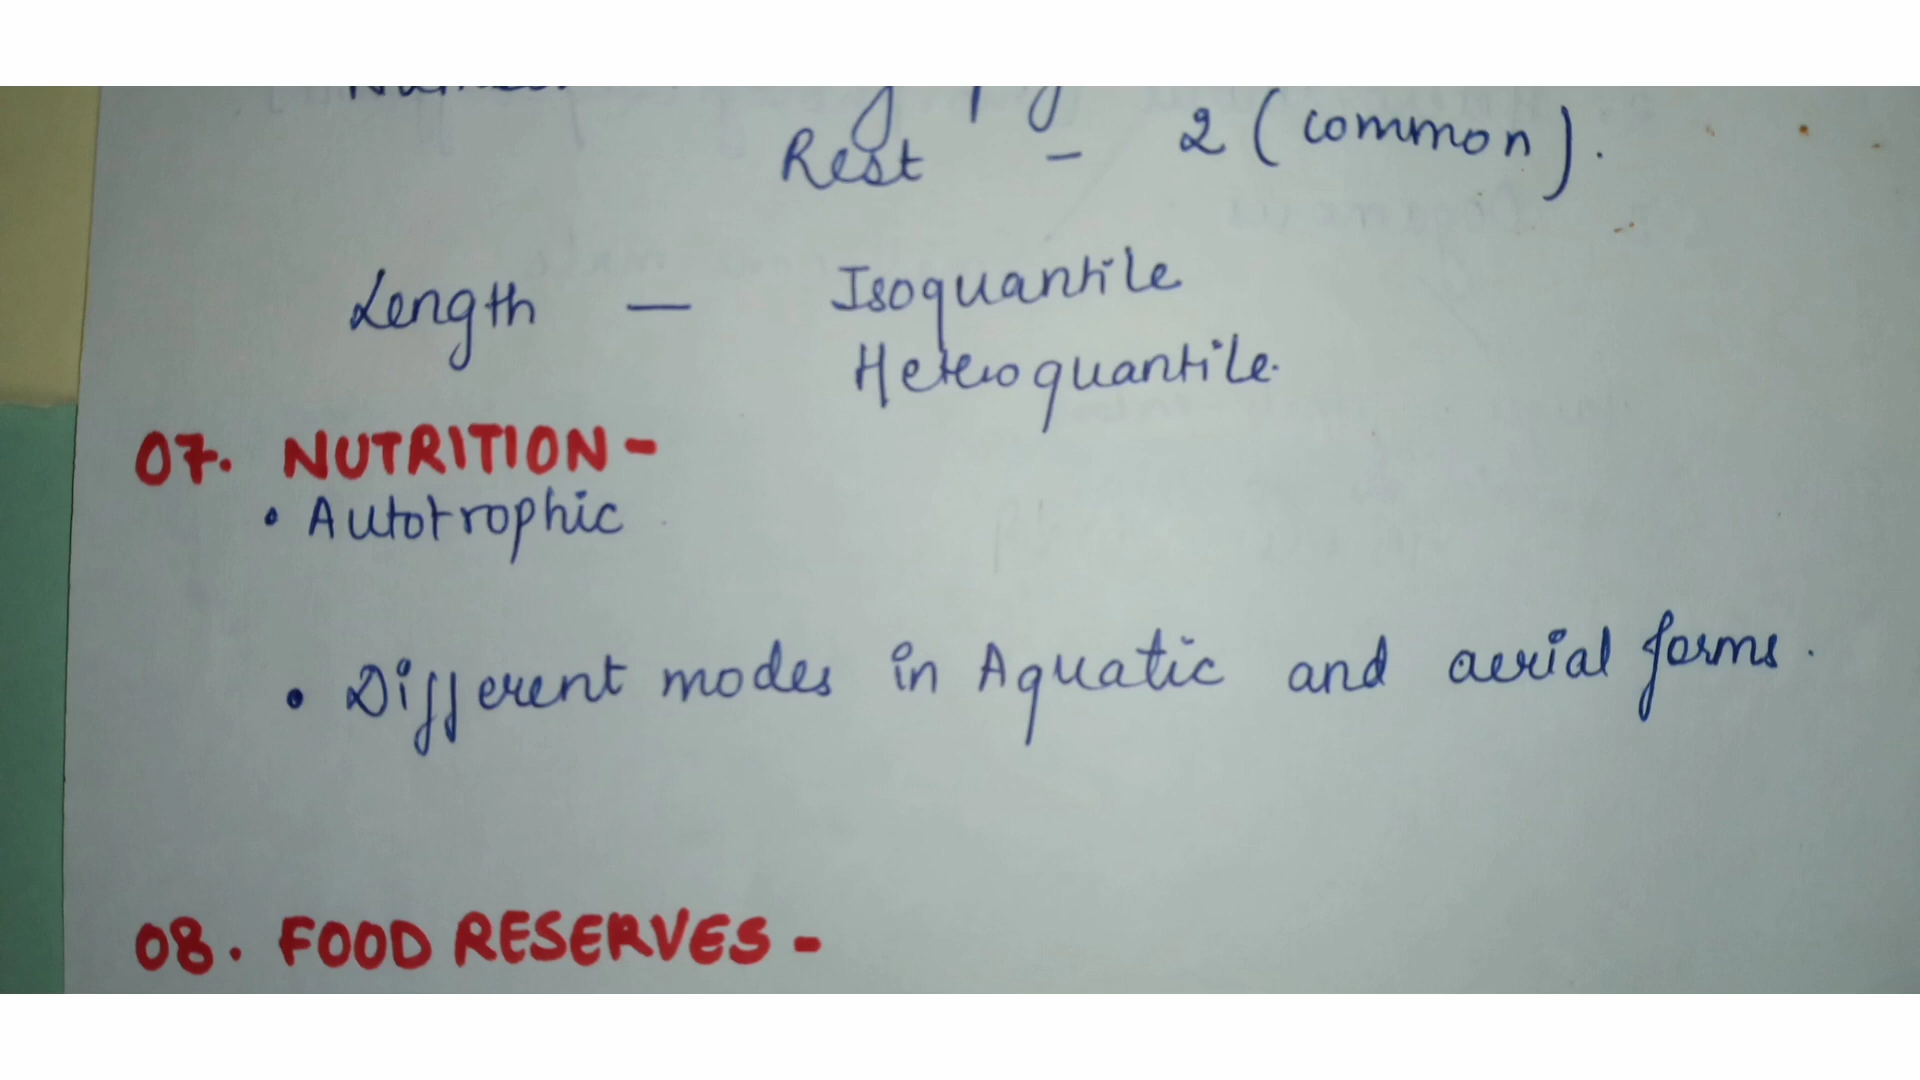 Rest - 2 (common).
Length - Isoquantile
Heteroquantile.
07. NUTRITION -
• Autotrophic
• Different modes in Aquatic and aerial forms.
08. FOOD RESERVES -